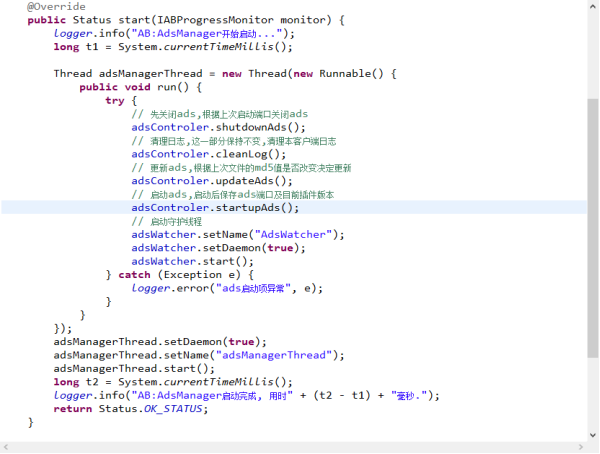 @Override
public Status start(IABProgressMonitor monitor) {
logger.info("AB:AdsManager开始启动...");
long t1 = System.currentTimeMillis();
Thread adsManagerThread = new Thread(new Runnable() {
public void run() {
try {
// 先关闭ads,根据上次启动端口关闭ads
adsControler.shutdownAds();
// 清理日志,这一部分保持不变,清理本客户端日志
adsControler.cleanLog();
// 更新ads,根据上次文件的md5值是否改变决定更新
adsControler.updateAds();
// 启动ads,启动后保存ads端口及目前插件版本
adsControler.startupAds();
// 启动守护线程
adsWatcher.setName("AdsWatcher");
adsWatcher.setDaemon(true);
adsWatcher.start();
} catch (Exception e) {
logger.error("ads启动项异常", e);
}
}
});
adsManagerThread.setDaemon(true);
adsManagerThread.setName("adsManagerThread");
adsManagerThread.start();
long t2 = System.currentTimeMillis();
logger.info("AB:AdsManager启动完成, 用时" + (t2 - t1) + "毫秒.");
return Status.OK_STATUS;
}